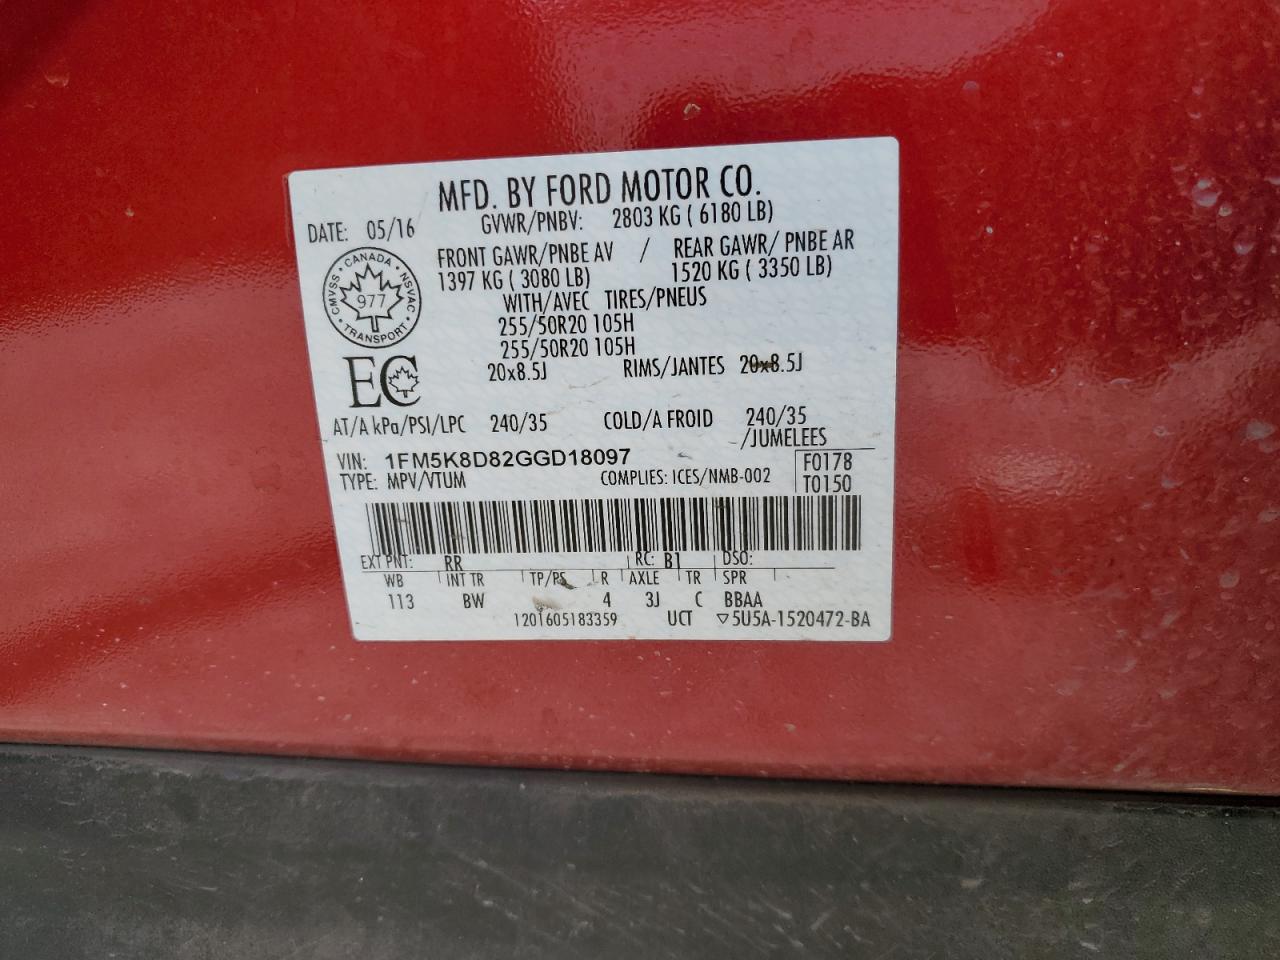 MFD. BY FORD MOTOR CO.
DATE: 05/16
GVWR/PNBV: 2803 KG ( 6180 LB)
FRONT GAWR/PNBE AV / REAR GAWR/ PNBE AR
1397 KG ( 3080 LB) 1520 KG ( 3350 LB)
WITH/AVEC TIRES/PNEUS
255/50R20 105H
255/50R20 105H
20x8.5J RIMS/JANTES 20x8.5J
CANADA
CMVSS NSVAC
977
TRANSPORT
EC
AT/A kPa/PSI/LPC 240/35 COLD/A FROID 240/35
/JUMELEES
VIN: 1FM5K8D82GGD18097
TYPE: MPV/VTUM COMPLIES: ICES/NMB-002
F0178
T0150
EXT PNT: RR RC: B1 DSO:
WB INT TR TP/PS R AXLE TR SPR
113 BW 4 3J C BBAA
1201605183359 UCT ▽5U5A-1520472-BA